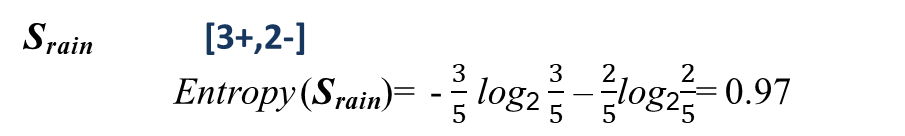 S_rain [3+,2-]
Entropy(S_rain)= - 3/5 log₂ 3/5 – 2/5 log₂ 2/5 = 0.97